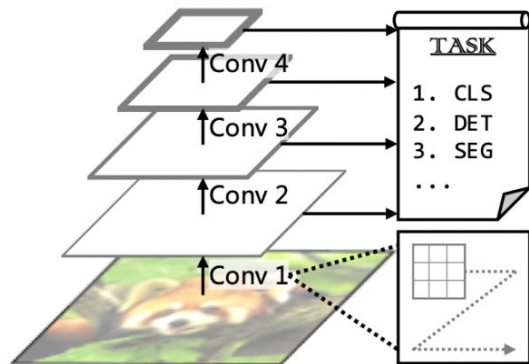 TASK
1. CLS
2. DET
3. SEG
...
Conv 4
Conv 3
Conv 2
Conv 1